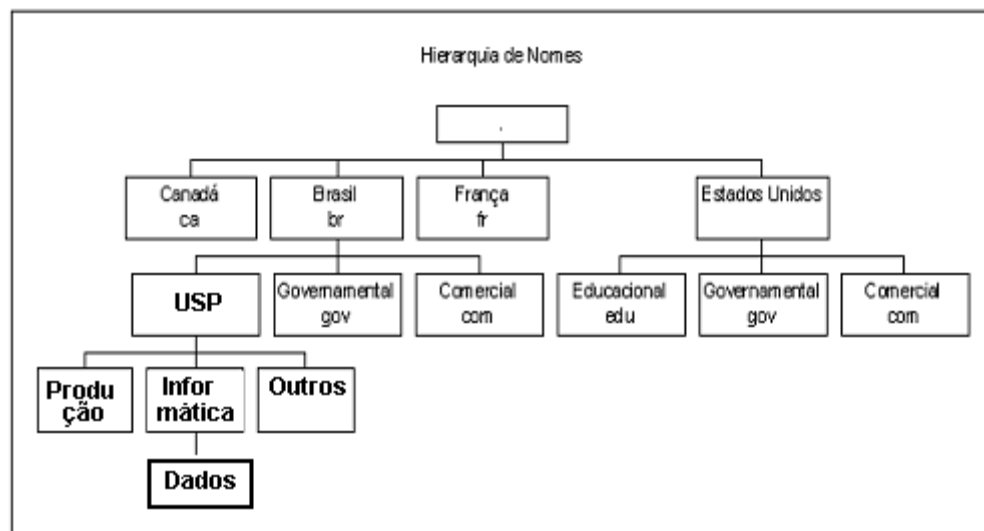 Hierarquia de Nomes
.
Canadá
ca
Brasil
br
França
fr
Estados Unidos
USP
Governamental
gov
Comercial
com
Educacional
edu
Governamental
gov
Comercial
com
Produ
ção
Infor
mática
Outros
Dados